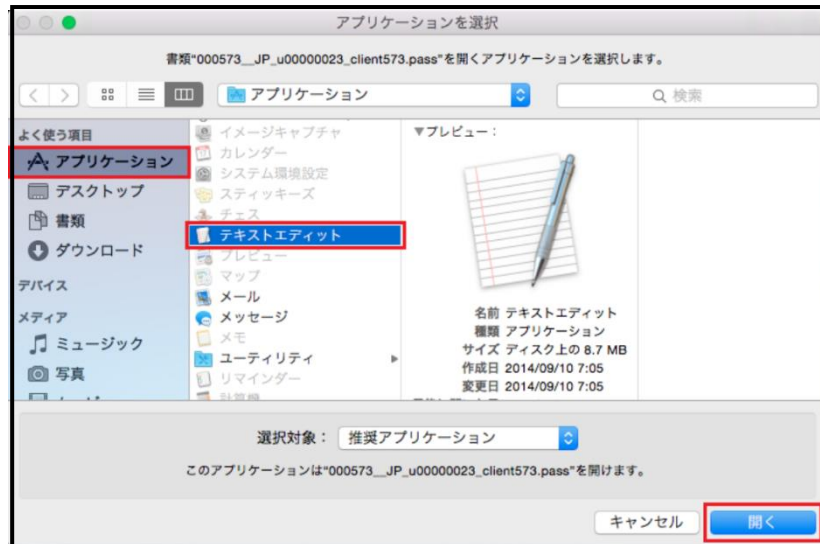 アプリケーションを選択
書類"000573__JP_u00000023_client573.pass"を開くアプリケーションを選択します。
アプリケーション
検索
よく使う項目
アプリケーション
デスクトップ
書類
ダウンロード
デバイス
メディア
ミュージック
写真
イメージキャプチャ
カレンダー
システム環境設定
スティッキーズ
チェス
テキストエディット
プレビュー
マップ
メール
メッセージ
メモ
ユーティリティ
リマインダー
計算機
▼プレビュー：
名前 テキストエディット
種類 アプリケーション
サイズ ディスク上の 8.7 MB
作成日 2014/09/10 7:05
変更日 2014/09/10 7:05
選択対象： 推奨アプリケーション
このアプリケーションは"000573__JP_u00000023_client573.pass"を開けます。
キャンセル 開く